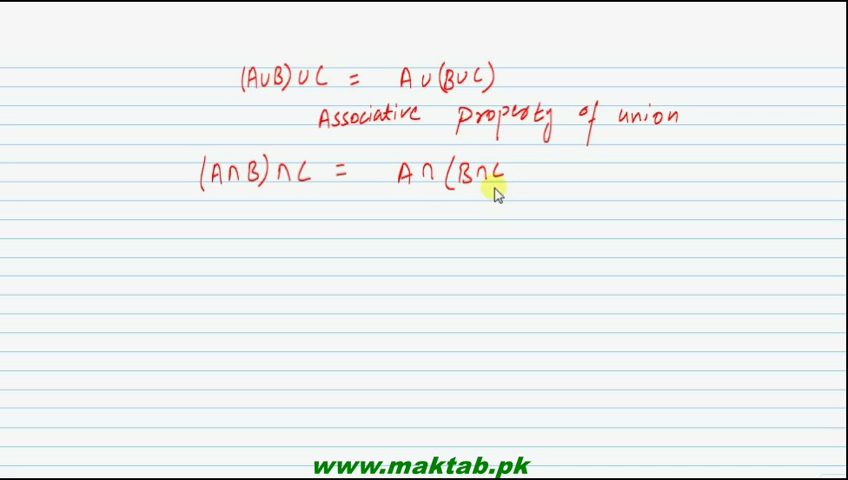 (A∪B)∪C = A∪(B∪C)
Associative Property of union
(A∩B)∩C = A∩(B∩C
www.maktab.pk